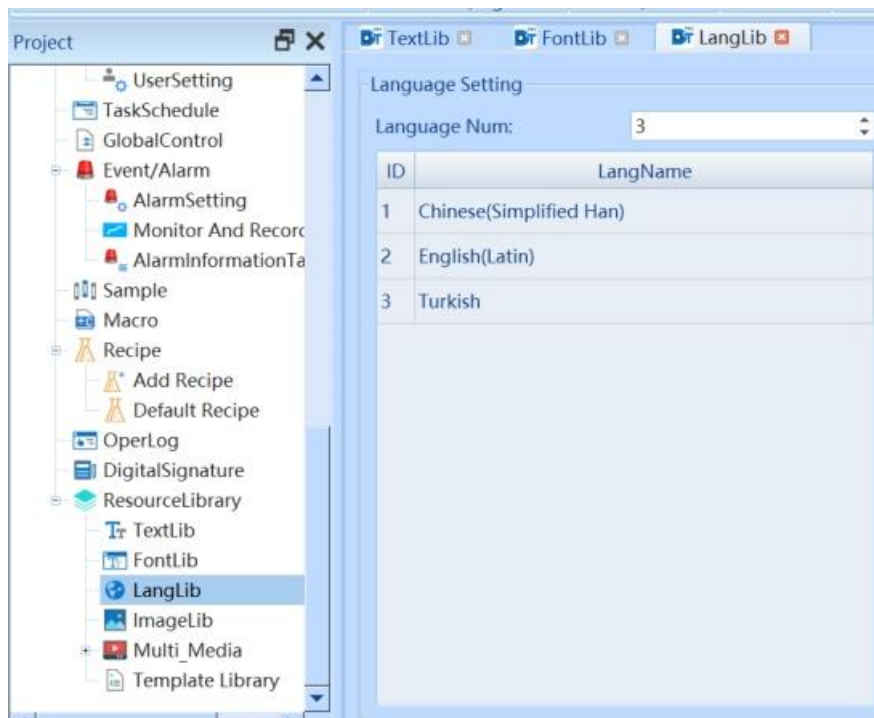 Project
TextLib
FontLib
LangLib
UserSetting
TaskSchedule
GlobalControl
Event/Alarm
AlarmSetting
Monitor And Record
AlarmInformationTa
Sample
Macro
Recipe
Add Recipe
Default Recipe
OperLog
DigitalSignature
ResourceLibrary
TextLib
FontLib
LangLib
ImageLib
Multi_Media
Template Library
Language Setting
Language Num: 3
ID LangName
1 Chinese(Simplified Han)
2 English(Latin)
3 Turkish